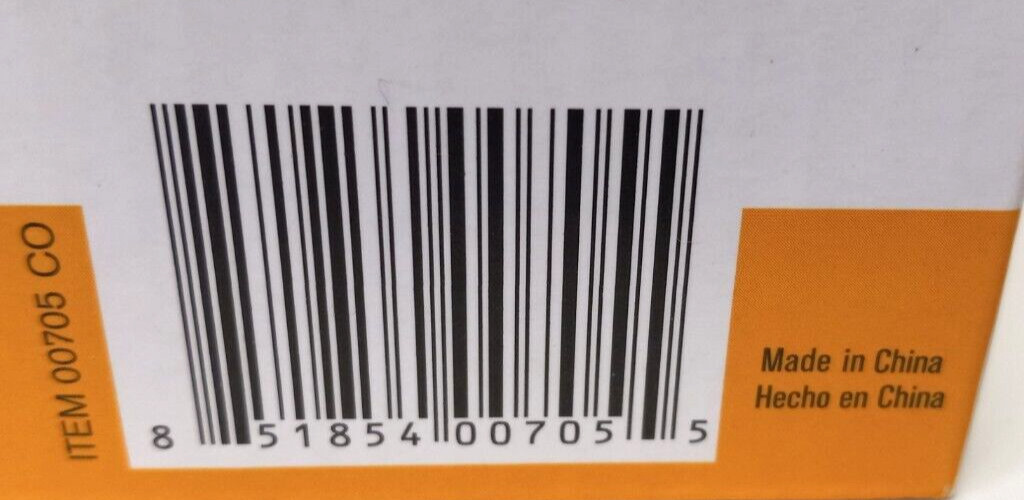 ITEM 00705 CO
8 51854 00705 5
Made in China
Hecho en China